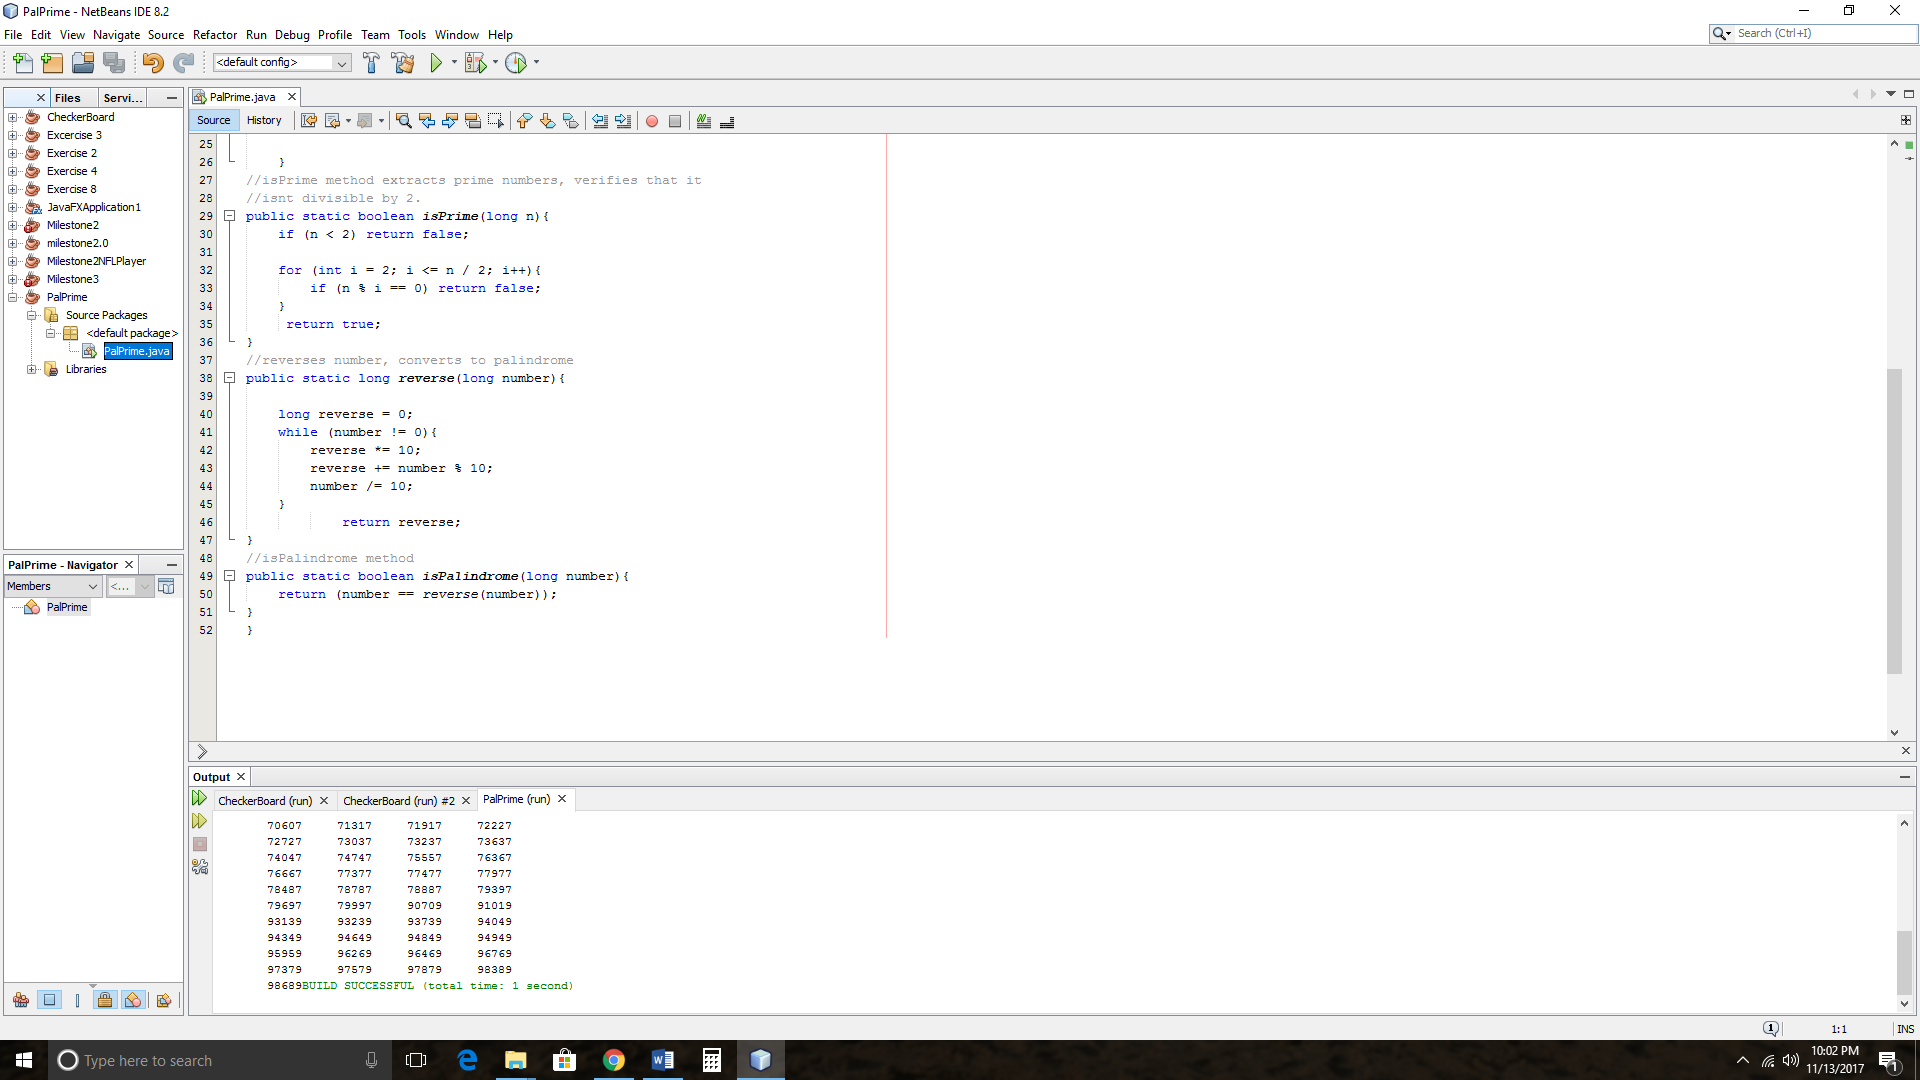 PalPrime - NetBeans IDE 8.2
File Edit View Navigate Source Refactor Run Debug Profile Team Tools Window Help
Search (Ctrl+I)
<default config>
Files Servi...
CheckerBoard
Excercise 3
Exercise 2
Exercise 4
Exercise 8
JavaFXApplication1
Milestone2
milestone2.0
Milestone2NFLPlayer
Milestone3
PalPrime
Source Packages
<default package>
PalPrime.java
Libraries
PalPrime - Navigator
Members <...
PalPrime
PalPrime.java
Source History
25
26 }
27 //isPrime method extracts prime numbers, verifies that it
28 //isnt divisible by 2.
29 public static boolean isPrime(long n){
30 if (n < 2) return false;
31
32 for (int i = 2; i <= n / 2; i++){
33 if (n % i == 0) return false;
34 }
35 return true;
36 }
37 //reverses number, converts to palindrome
38 public static long reverse(long number){
39
40 long reverse = 0;
41 while (number != 0){
42 reverse *= 10;
43 reverse += number % 10;
44 number /= 10;
45 }
46 return reverse;
47 }
48 //isPalindrome method
49 public static boolean isPalindrome(long number){
50 return (number == reverse(number));
51 }
52 }
Output
CheckerBoard (run) CheckerBoard (run) #2 PalPrime (run)
70607 71317 71917 72227
72727 73037 73237 73637
74047 74747 75557 76367
76667 77377 77477 77977
78487 78787 78887 79397
79697 79997 90709 91019
93139 93239 93739 94049
94349 94649 94849 94949
95959 96269 96469 96769
97379 97579 97879 98389
98689BUILD SUCCESSFUL (total time: 1 second)
1 1:1 INS
Type here to search
10:02 PM
11/13/2017
1